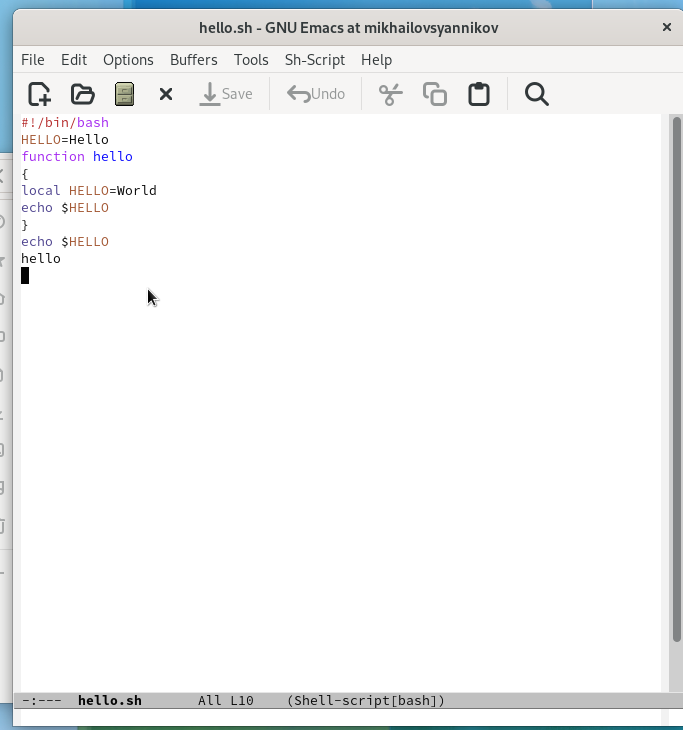 hello.sh - GNU Emacs at mikhailovsyannikov
File Edit Options Buffers Tools Sh-Script Help
Save Undo
#!/bin/bash
HELLO=Hello
function hello
{
local HELLO=World
echo $HELLO
}
echo $HELLO
hello
-:--- hello.sh All L10 (Shell-script[bash])